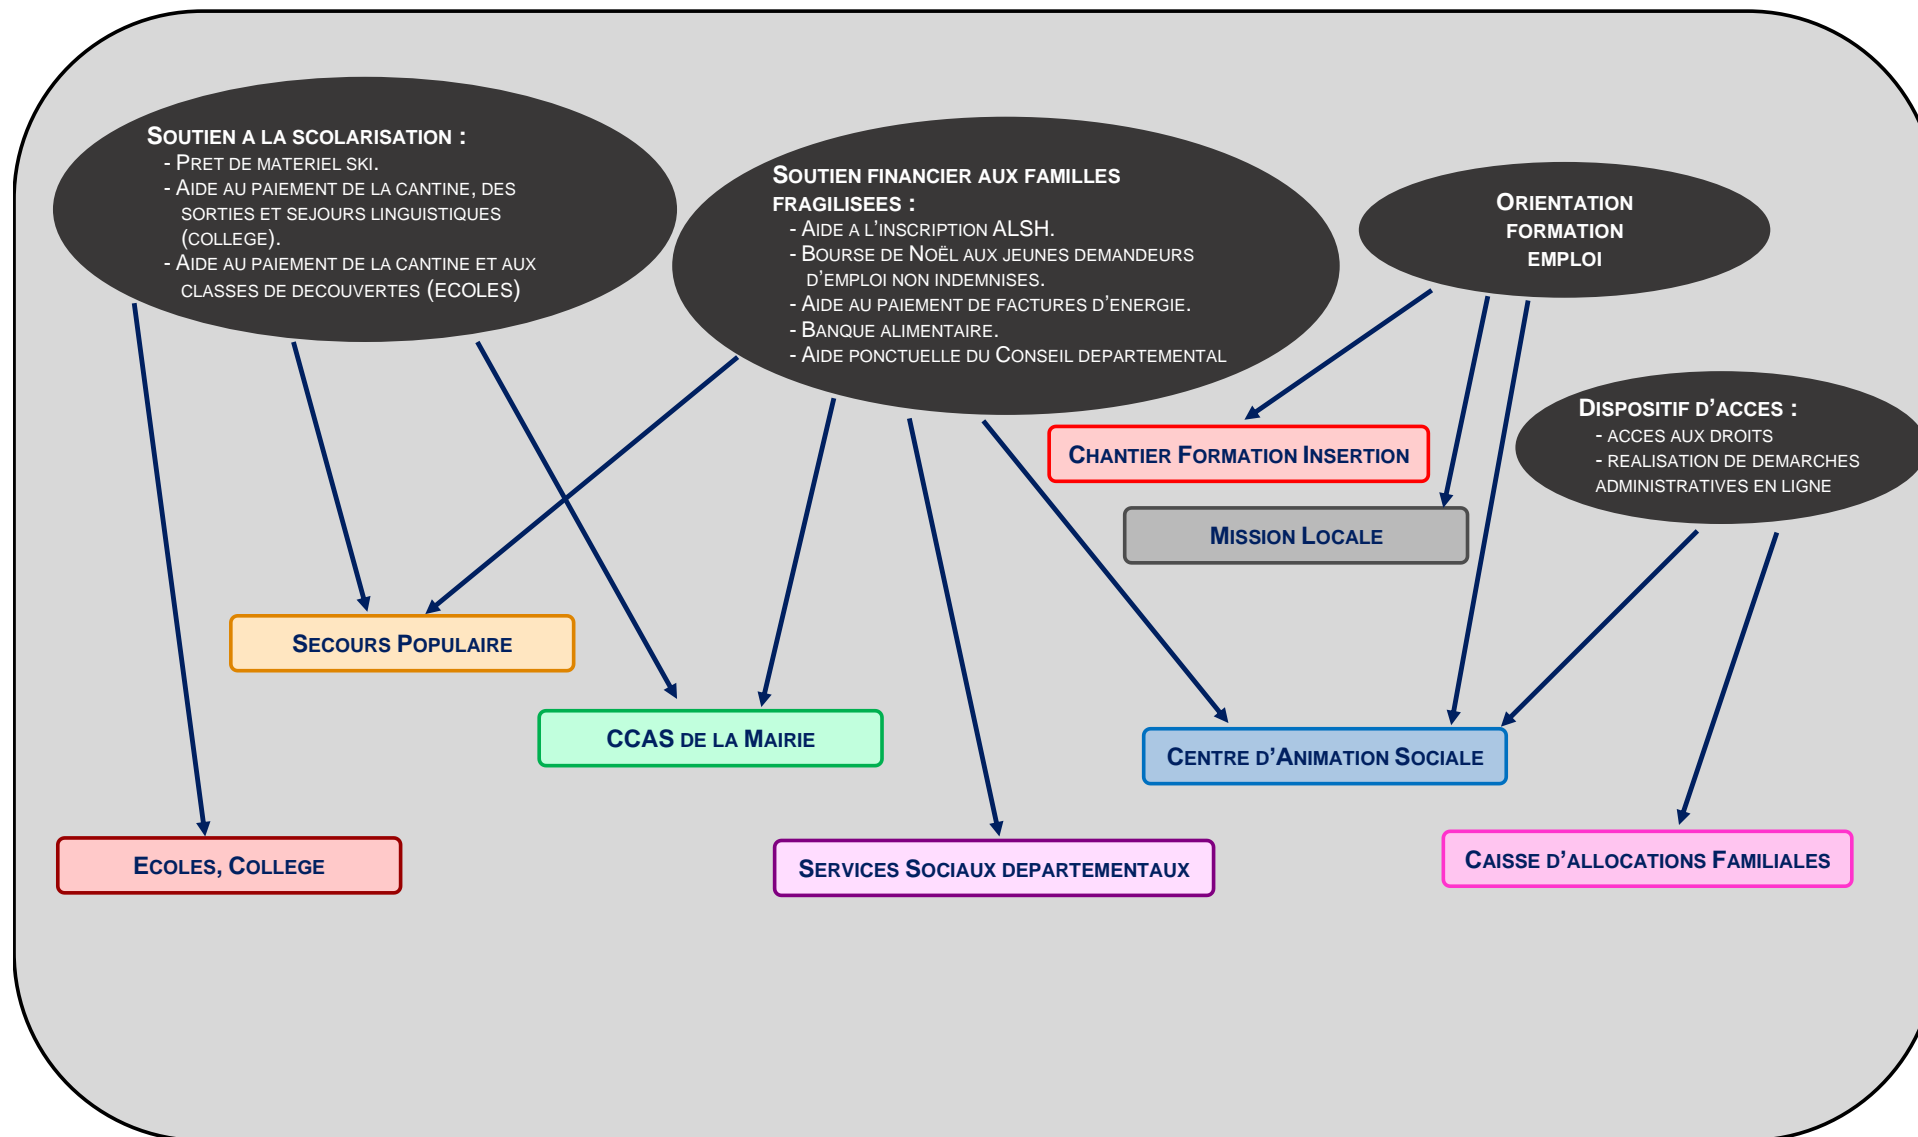 SOUTIEN A LA SCOLARISATION :
- PRET DE MATERIEL SKI.
- AIDE AU PAIEMENT DE LA CANTINE, DES
SORTIES ET SEJOURS LINGUISTIQUES
(COLLEGE).
- AIDE AU PAIEMENT DE LA CANTINE ET AUX
CLASSES DE DECOUVERTES (ECOLES)
SOUTIEN FINANCIER AUX FAMILLES
FRAGILISEES :
- AIDE A L'INSCRIPTION ALSH.
- BOURSE DE NOËL AUX JEUNES DEMANDEURS
D'EMPLOI NON INDEMNISES.
- AIDE AU PAIEMENT DE FACTURES D'ENERGIE.
- BANQUE ALIMENTAIRE.
- AIDE PONCTUELLE DU CONSEIL DEPARTEMENTAL
ORIENTATION
FORMATION
EMPLOI
DISPOSITIF D'ACCES :
- ACCES AUX DROITS
- REALISATION DE DEMARCHES
ADMINISTRATIVES EN LIGNE
CHANTIER FORMATION INSERTION
MISSION LOCALE
SECOURS POPULAIRE
CCAS DE LA MAIRIE
CENTRE D'ANIMATION SOCIALE
ECOLES, COLLEGE
SERVICES SOCIAUX DEPARTEMENTAUX
CAISSE D'ALLOCATIONS FAMILIALES